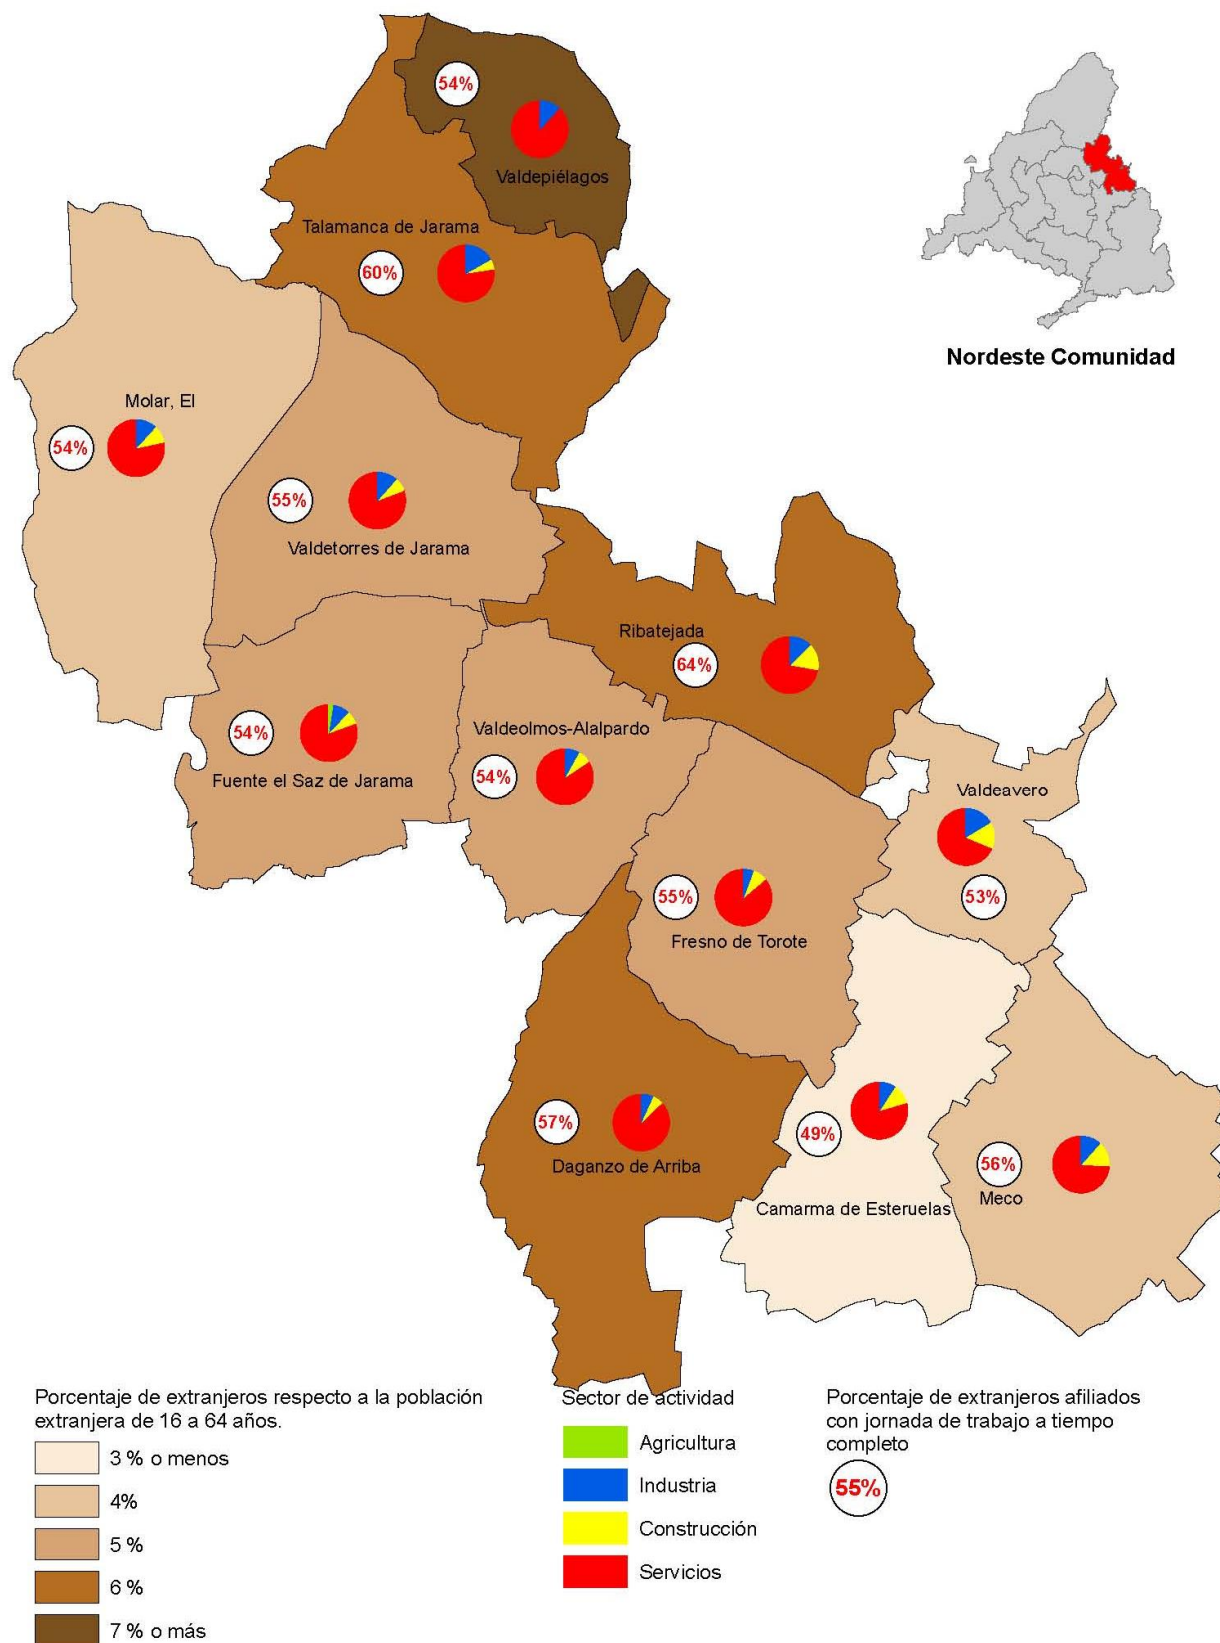 54%
Valdepiélagos
Talamanca de Jarama
60%
Nordeste Comunidad
Molar, El
54%
55%
Valdetorres de Jarama
Ribatejada
64%
54%
Fuente el Saz de Jarama
Valdeolmos-Alalpardo
54%
Valdeavero
53%
55%
Fresno de Torote
57%
Daganzo de Arriba
49%
Camarma de Esteruelas
56%
Meco
Porcentaje de extranjeros respecto a la población
extranjera de 16 a 64 años.
3 % o menos
4%
5 %
6 %
7 % o más
Sector de actividad
Agricultura
Industria
Construcción
Servicios
Porcentaje de extranjeros afiliados
con jornada de trabajo a tiempo
completo
55%